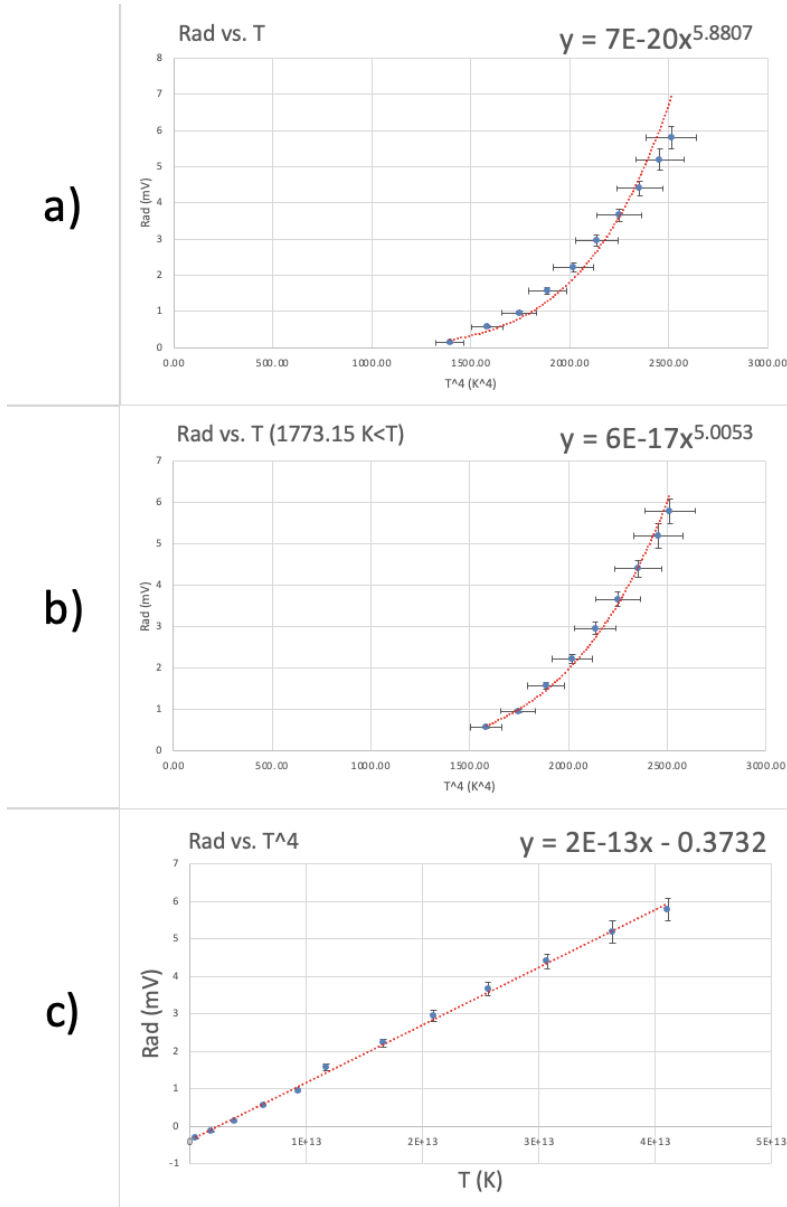 a)
Rad vs. T
y = 7E-20x^5.8807
8
7
6
5
4
3
2
1
0
Rad (mV)
0.00 500.00 1000.00 1500.00 2000.00 2500.00 3000.00
T^4 (K^4)
b)
Rad vs. T (1773.15 K<T)
y = 6E-17x^5.0053
7
6
5
4
3
2
1
0
Rad (mV)
0.00 500.00 1000.00 1500.00 2000.00 2500.00 3000.00
T^4 (K^4)
c)
Rad vs. T^4
y = 2E-13x - 0.3732
7
6
5
4
3
2
1
0
-1
Rad (mV)
0 1E+13 2E+13 3E+13 4E+13 5E+13
T (K)